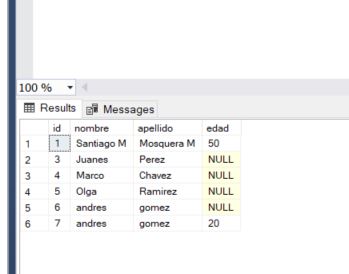 100 %
Results Messages
id nombre apellido edad
1 1 Santiago M Mosquera M 50
2 3 Juanes Perez NULL
3 4 Marco Chavez NULL
4 5 Olga Ramirez NULL
5 6 andres gomez NULL
6 7 andres gomez 20